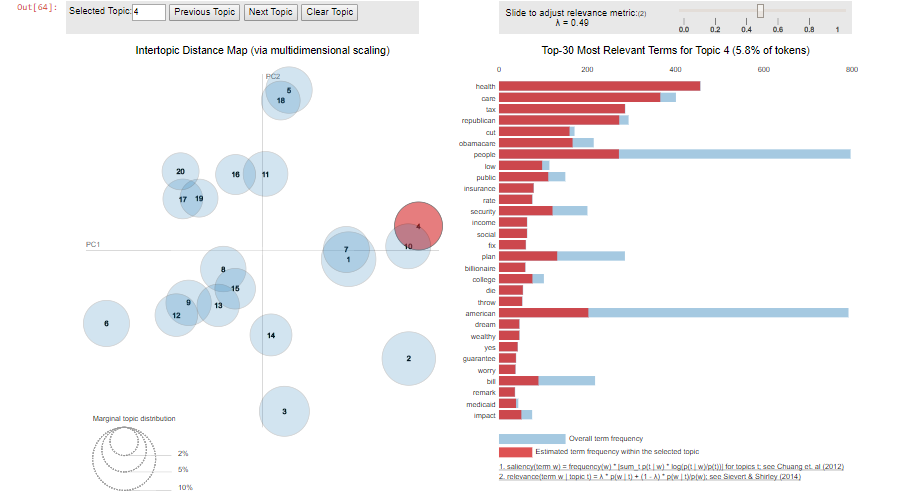 Out[64]:
Selected Topic: 4 Previous Topic Next Topic Clear Topic
Slide to adjust relevance metric:(2)
λ = 0.49
0.0 0.2 0.4 0.6 0.8 1
Intertopic Distance Map (via multidimensional scaling)
PC2
PC1
5
18
20
16
11
17
19
4
7
10
1
8
15
9
13
12
6
14
2
3
Marginal topic distribution
2%
5%
10%
Top-30 Most Relevant Terms for Topic 4 (5.8% of tokens)
0 200 400 600 800
health
care
tax
republican
cut
obamacare
people
low
public
insurance
rate
security
income
social
fix
plan
billionaire
college
die
throw
american
dream
wealthy
yes
guarantee
worry
bill
remark
medicaid
impact
Overall term frequency
Estimated term frequency within the selected topic
1. saliency(term w) = frequency(w) * [sum_t p(t | w) * log(p(t | w)/p(t))] for topics t; see Chuang et. al (2012)
2. relevance(term w | topic t) = λ * p(w | t) + (1 - λ) * p(w | t)/p(w); see Sievert & Shirley (2014)